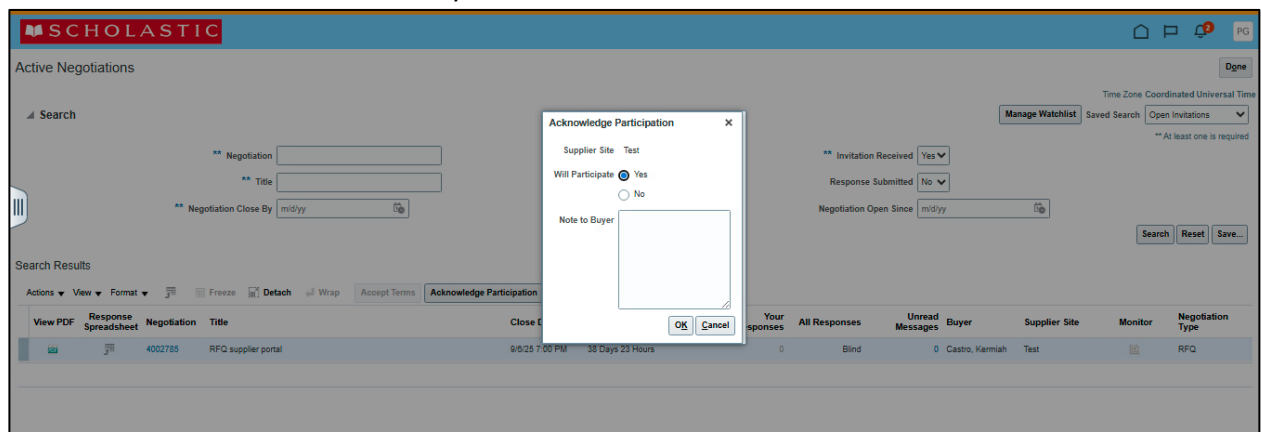 SCHOLASTIC
2
PG
Active Negotiations
Done
Time Zone Coordinated Universal Time
Search
Manage Watchlist Saved Search Open Invitations
** At least one is required
** Negotiation
** Title
** Negotiation Close By m/d/yy
** Invitation Received Yes
Response Submitted No
Negotiation Open Since m/d/yy
Search Reset Save...
Acknowledge Participation
Supplier Site Test
Will Participate Yes
No
Note to Buyer
OK Cancel
Search Results
Actions View Format Freeze Detach Wrap Accept Terms Acknowledge Participation
View PDF Response Spreadsheet Negotiation Title Close Your All Responses Unread Messages Buyer Supplier Site Monitor Negotiation Type
4002785 RFQ supplier portal 9/6/25 7:00 PM 38 Days 23 Hours 0 Blind 0 Castro, Kermiah Test RFQ